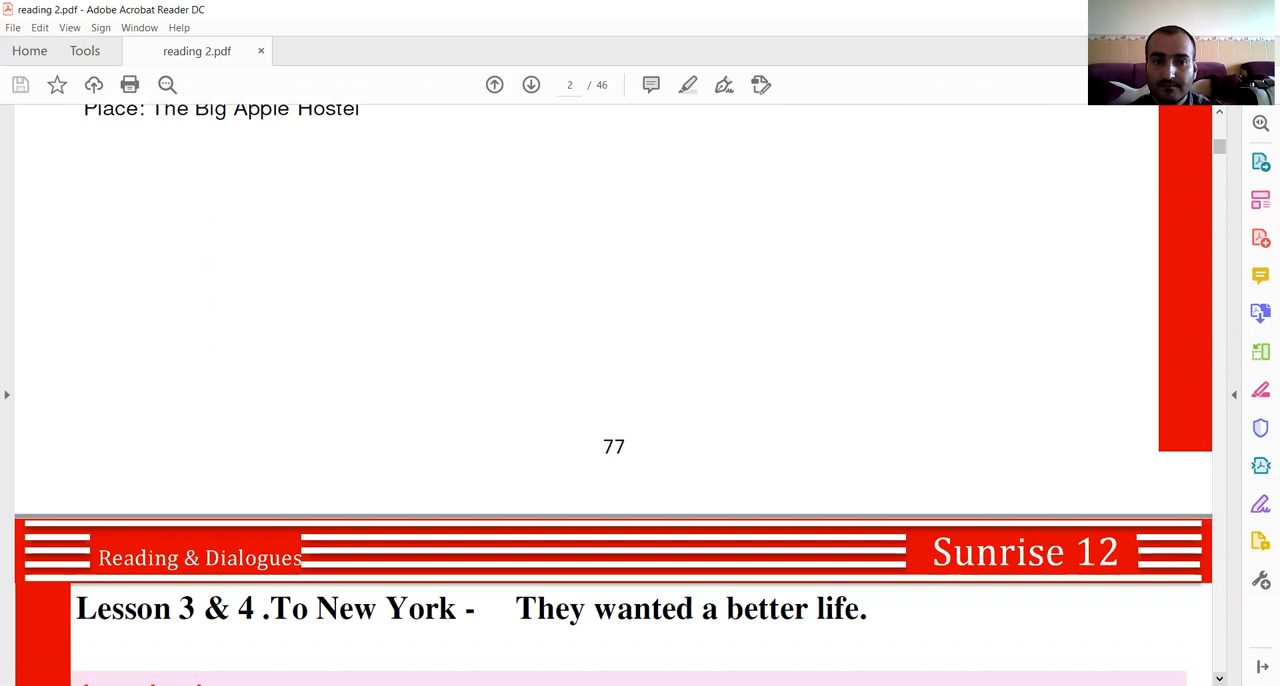 reading 2.pdf - Adobe Acrobat Reader DC
File Edit View Sign Window Help
Home Tools reading 2.pdf ×
2 / 46
Place: The Big Apple Hostel
77
Reading & Dialogues Sunrise 12
Lesson 3 & 4 .To New York - They wanted a better life.